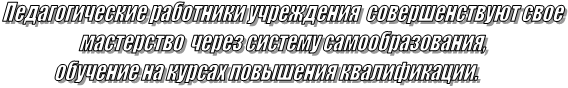 Педагогические работники учреждения совершенствуют свое
мастерство через систему самообразования,
обучение на курсах повышения квалификации.